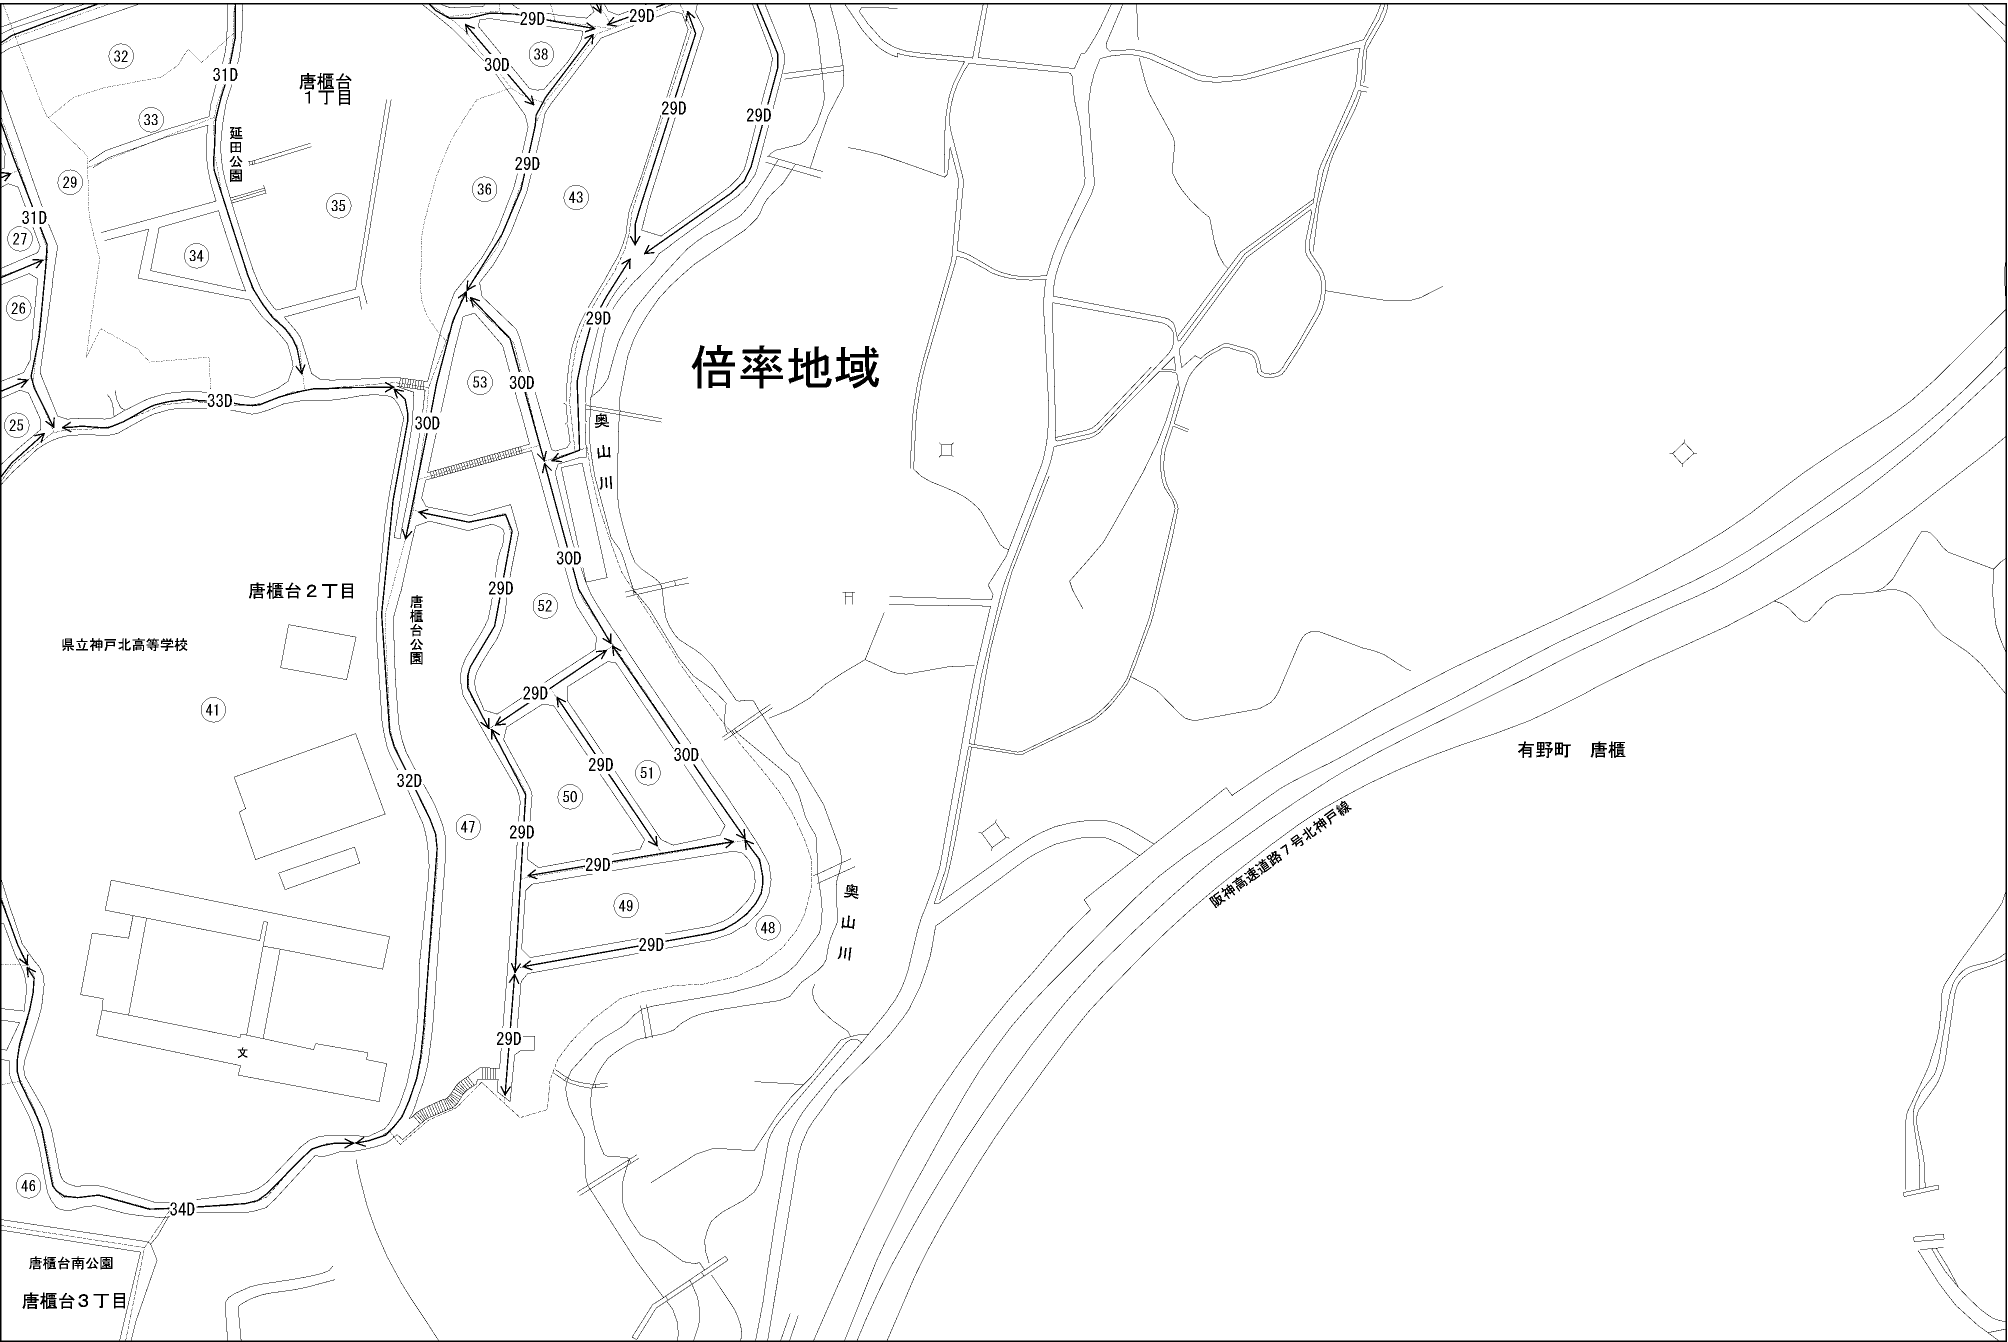 29D
29D
32
38
30D
31D
唐櫃台
1丁目
29D
29D
33
延田公園
29D
29
36
43
35
31D
27
34
26
29D
倍率地域
53
30D
33D
30D
25
奥山川
30D
29D
唐櫃台2丁目
唐櫃台公園
52
県立神戸北高等学校
29D
41
有野町 唐櫃
30D
29D
51
32D
50
47
29D
阪神高速道路7号北神戸線
29D
奥山川
49
48
29D
29D
文
46
34D
唐櫃台南公園
唐櫃台3丁目